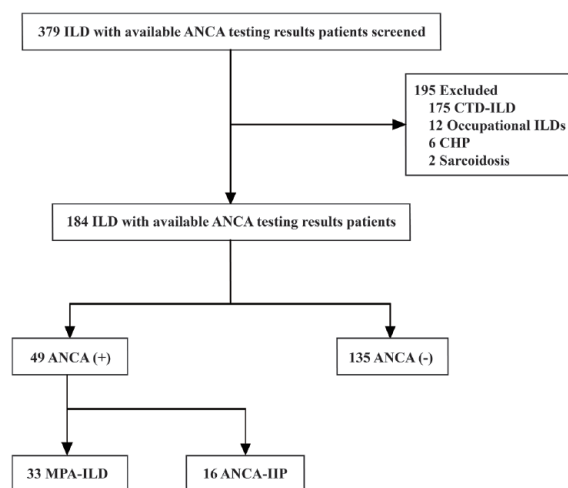 379 ILD with available ANCA testing results patients screened
195 Excluded
175 CTD-ILD
12 Occupational ILDs
6 CHP
2 Sarcoidosis
184 ILD with available ANCA testing results patients
49 ANCA (+)
135 ANCA (-)
33 MPA-ILD
16 ANCA-IIP